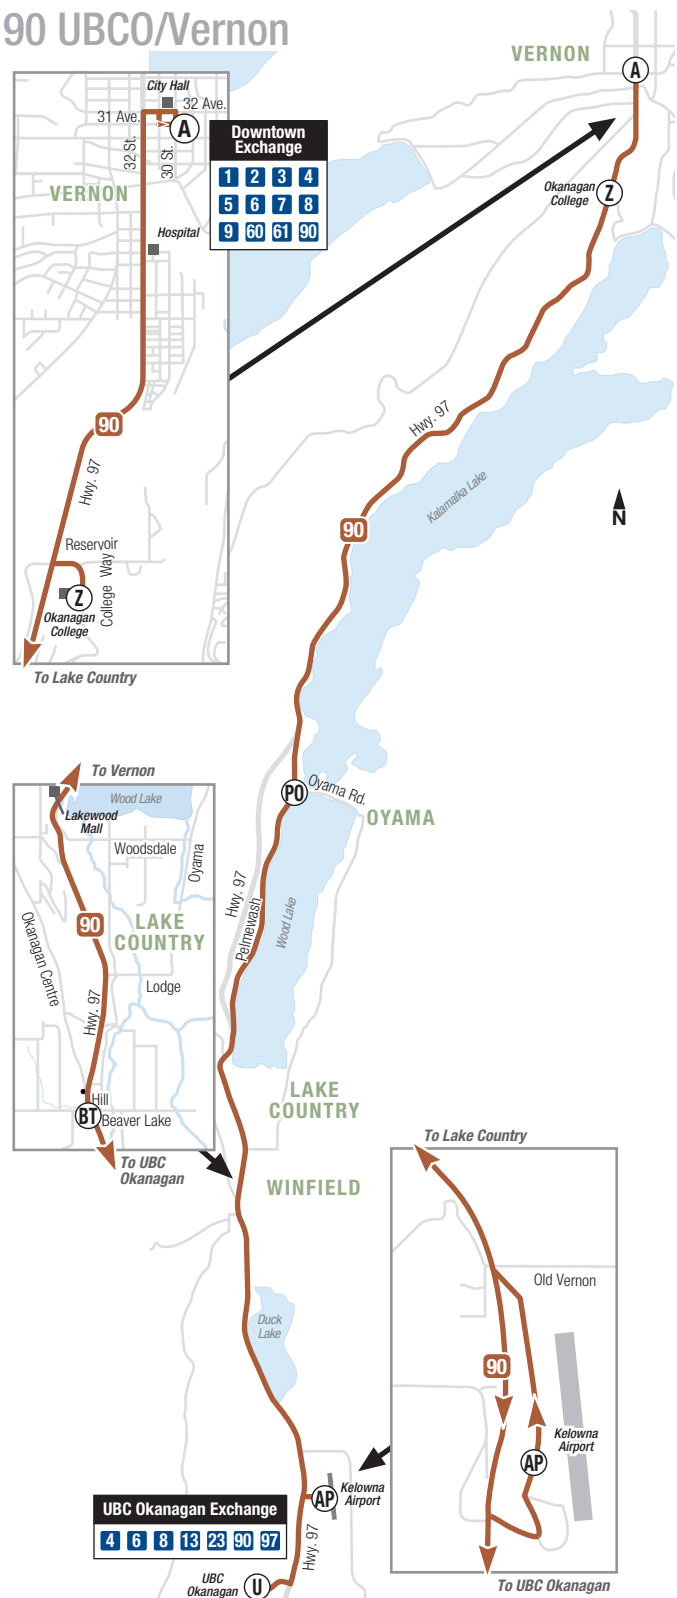 90 UBCO/Vernon
VERNON
A
City Hall
32 Ave.
31 Ave.
A
32 St.
30 St.
VERNON
Hospital
Downtown
Exchange
1 2 3 4
5 6 7 8
9 60 61 90
Okanagan
College
Z
90
Hwy. 97
Reservoir
College Way
Z
Okanagan
College
To Lake Country
Hwy. 97
Kalamalka Lake
90
N
To Vernon
Wood Lake
Lakewood
Mall
Woodsdale
Oyama
90
LAKE
COUNTRY
Okanagan Centre
Lodge
Hwy. 97
Hill
BT
Beaver Lake
To UBC
Okanagan
PO
Oyama Rd.
OYAMA
Hwy. 97
Pelmewash
Wood Lake
LAKE
COUNTRY
WINFIELD
Duck
Lake
To Lake Country
Old Vernon
90
Kelowna
Airport
AP
To UBC Okanagan
AP
Kelowna
Airport
UBC Okanagan Exchange
4 6 8 13 23 90 97
Hwy. 97
UBC
Okanagan
U